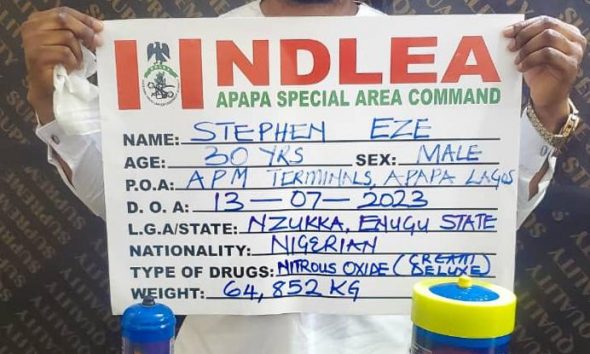 NDLEA
APAPA SPECIAL AREA COMMAND
NAME: STEPHEN EZE
AGE: 30 YRS SEX: MALE
P.O.A: APM TERMINALS, APAPA LAGOS
D. O. A: 13-07-2023
L.G.A/STATE: NZUKKA, ENUGU STATE
NATIONALITY: NIGERIAN
TYPE OF DRUGS: NITROUS OXIDE (CREAM DELUXE)
WEIGHT: 64,852 KG